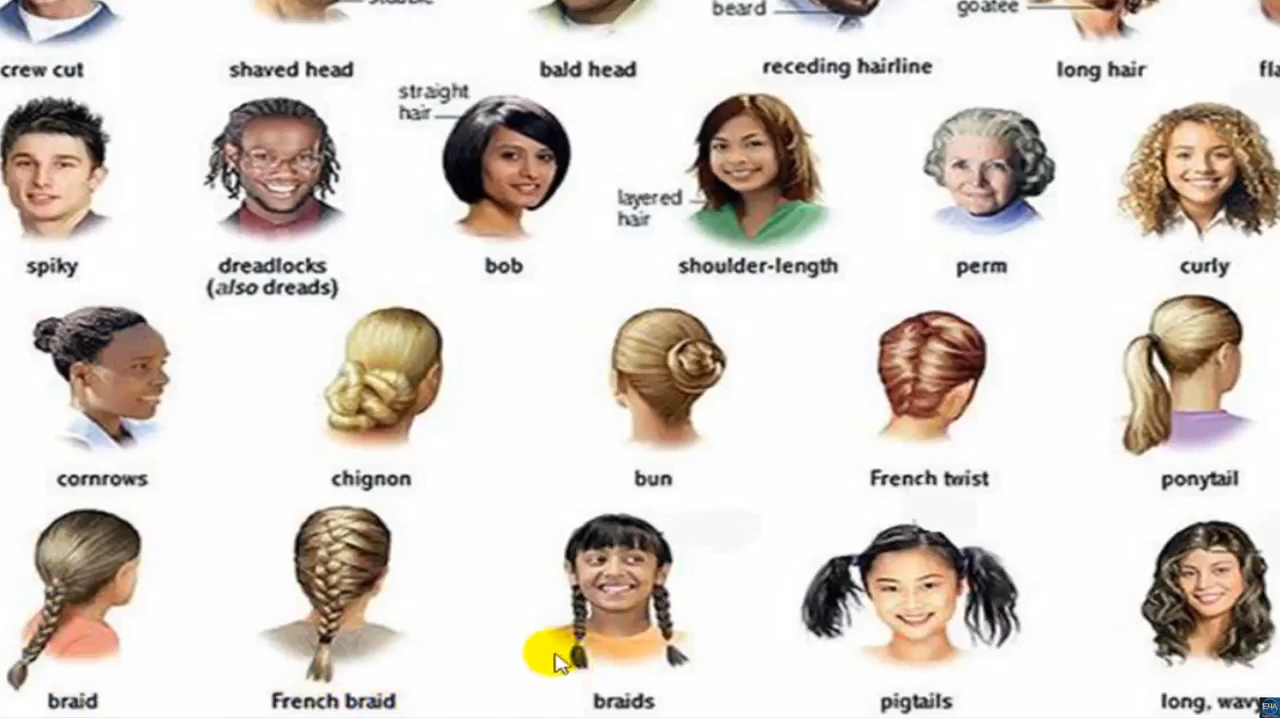 beard
goatee
crew cut
shaved head
bald head
receding hairline
long hair
straight
hair
layered
hair
spiky
dreadlocks
(also dreads)
bob
shoulder-length
perm
curly
cornrows
chignon
bun
French twist
ponytail
braid
French braid
braids
pigtails
long, wavy